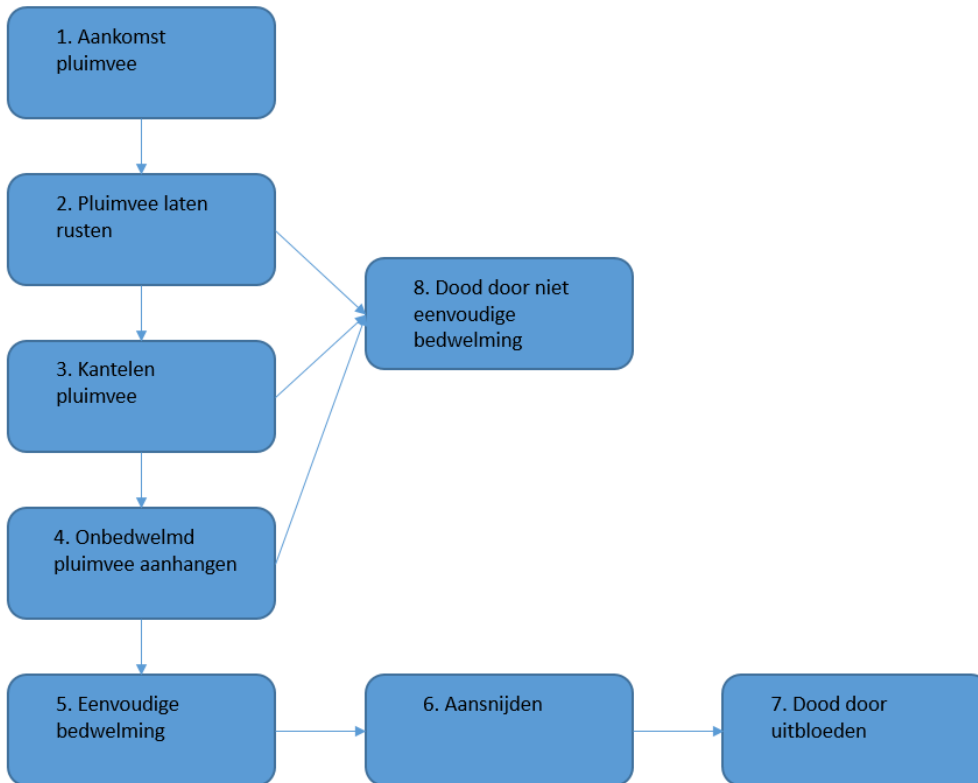 1. Aankomst
pluimvee
2. Pluimvee laten
rusten
3. Kantelen
pluimvee
4. Onbedwelmd
pluimvee aanhangen
5. Eenvoudige
bedwelming
6. Aansnijden
7. Dood door
uitbloeden
8. Dood door niet
eenvoudige
bedwelming